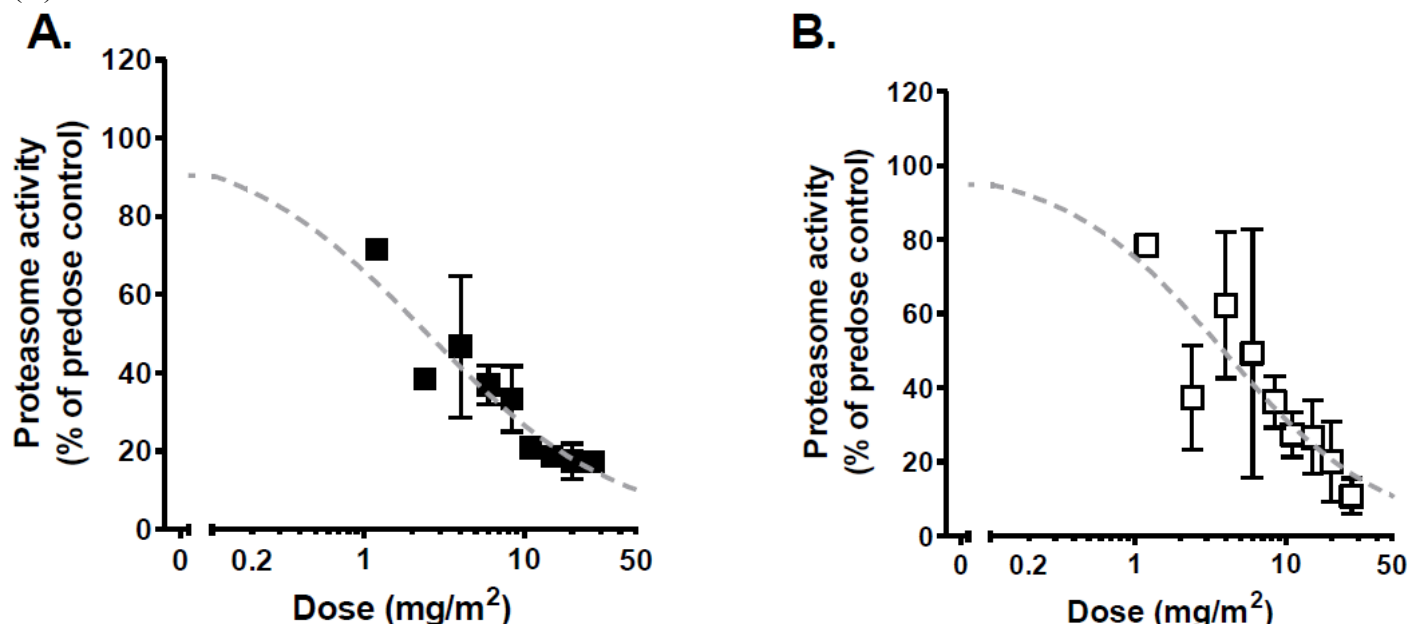 A.
120
100
80
60
40
20
0
Proteasome activity
(% of predose control)
0 0.2 1 10 50
Dose (mg/m²)
B.
120
100
80
60
40
20
0
Proteasome activity
(% of predose control)
0 0.2 1 10 50
Dose (mg/m²)